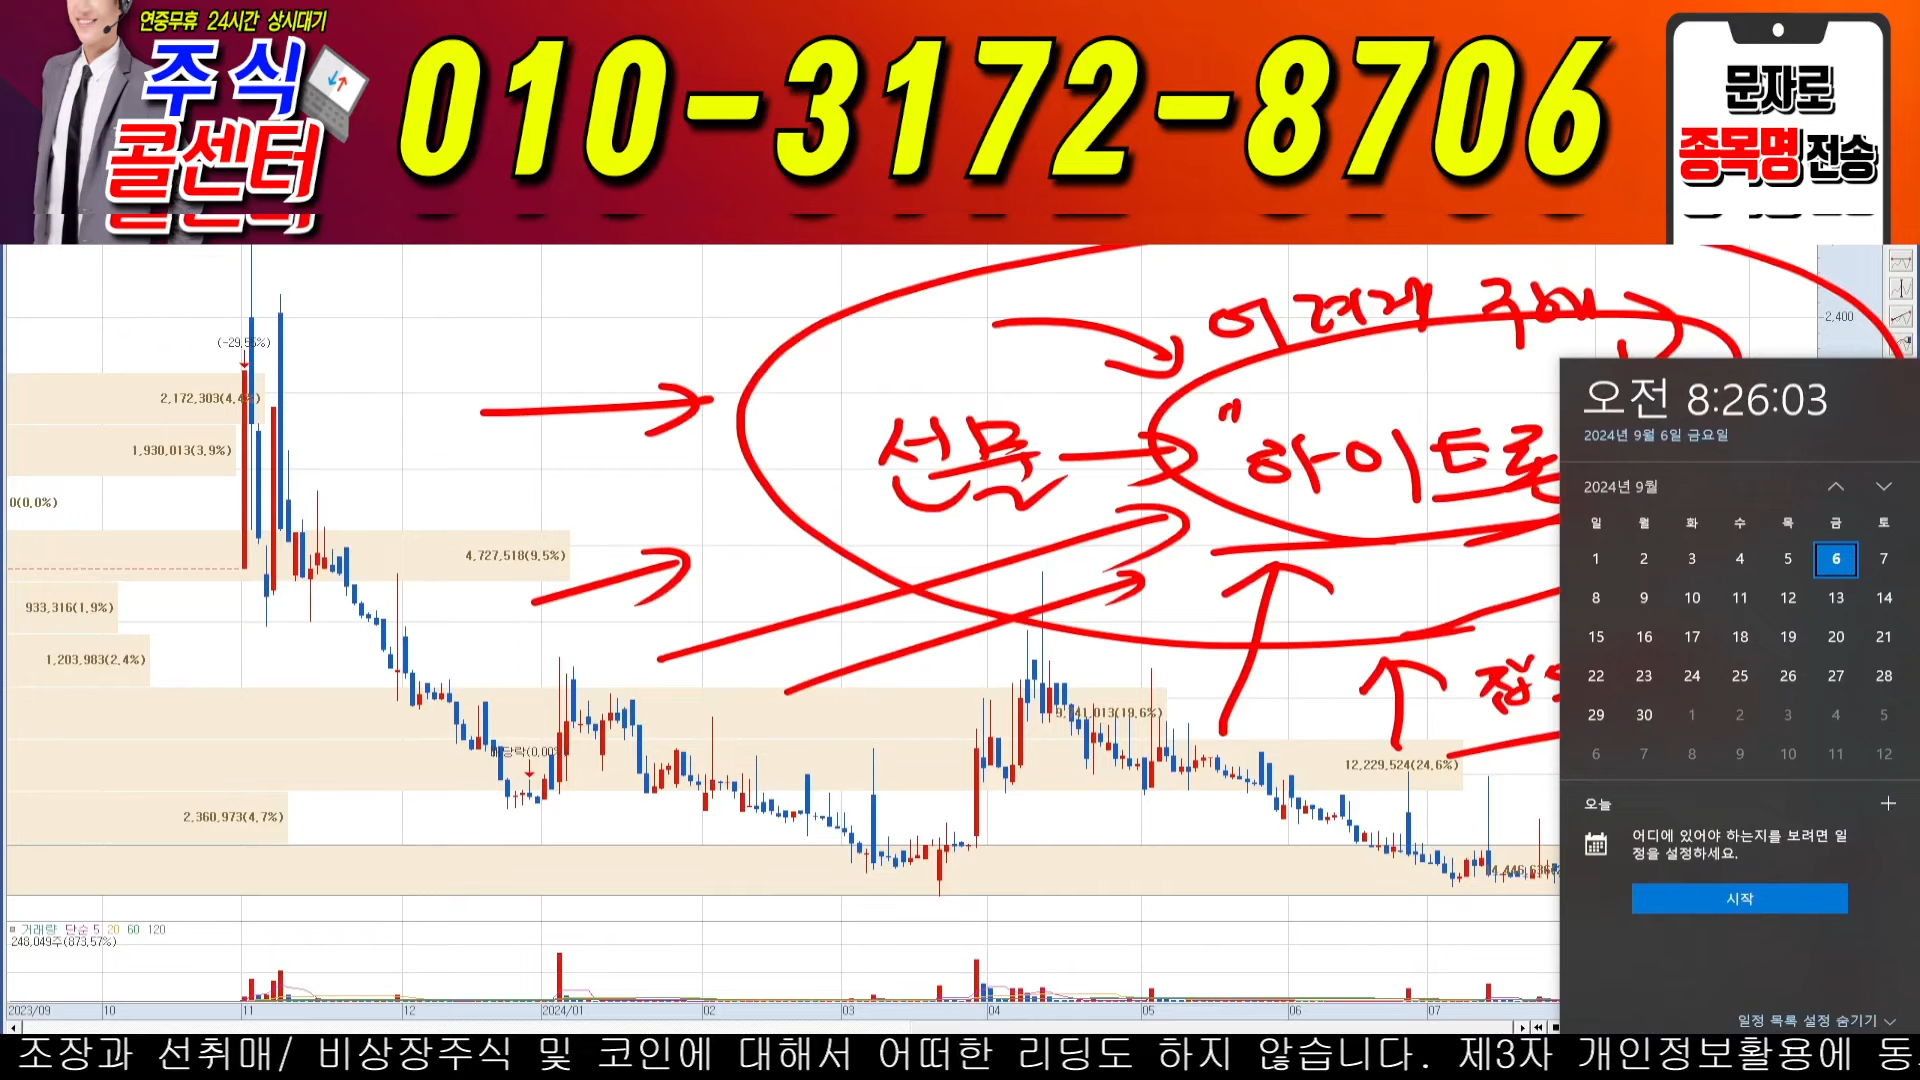 연중무휴 24시간 상시대기
주식
콜센터
010-3172-8706
문자로
종목명 전송
2,400
(-29.55%)
2,172,303(4.4%)
1,930,013(3.9%)
0(0.0%)
4,727,518(9.5%)
933,316(1.9%)
1,203,983(2.4%)
(19.6%)
12,229,524(24.6%)
2,360,973(4.7%)
선물
하이트론
거래량 단순 5 20 60 120
248,049주(873.57%)
2023/09 10 11 12 2024/01 02 03 04 05 06 07
오전 8:26:03
2024년 9월 6일 금요일
2024년 9월
일 월 화 수 목 금 토
1 2 3 4 5 6 7
8 9 10 11 12 13 14
15 16 17 18 19 20 21
22 23 24 25 26 27 28
29 30 1 2 3 4 5
6 7 8 9 10 11 12
오늘
어디에 있어야 하는지를 보려면 일
정을 설정하세요.
시작
일정 목록 설정 숨기기
조장과 선취매/ 비상장주식 및 코인에 대해서 어떠한 리딩도 하지 않습니다. 제3자 개인정보활용에 동